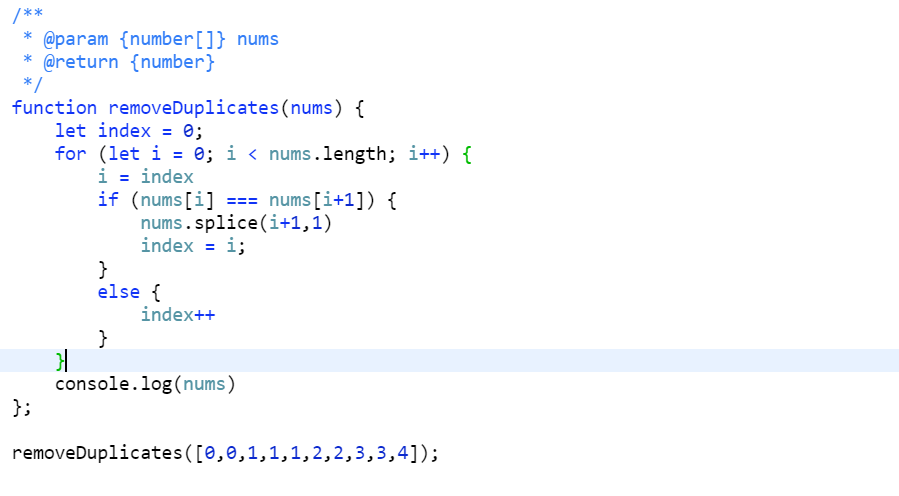 /**
 * @param {number[]} nums
 * @return {number}
 */
function removeDuplicates(nums) {
    let index = 0;
    for (let i = 0; i < nums.length; i++) {
        i = index
        if (nums[i] === nums[i+1]) {
            nums.splice(i+1,1)
            index = i;
        }
        else {
            index++
        }
    }
    console.log(nums)
};

removeDuplicates([0,0,1,1,1,2,2,3,3,4]);